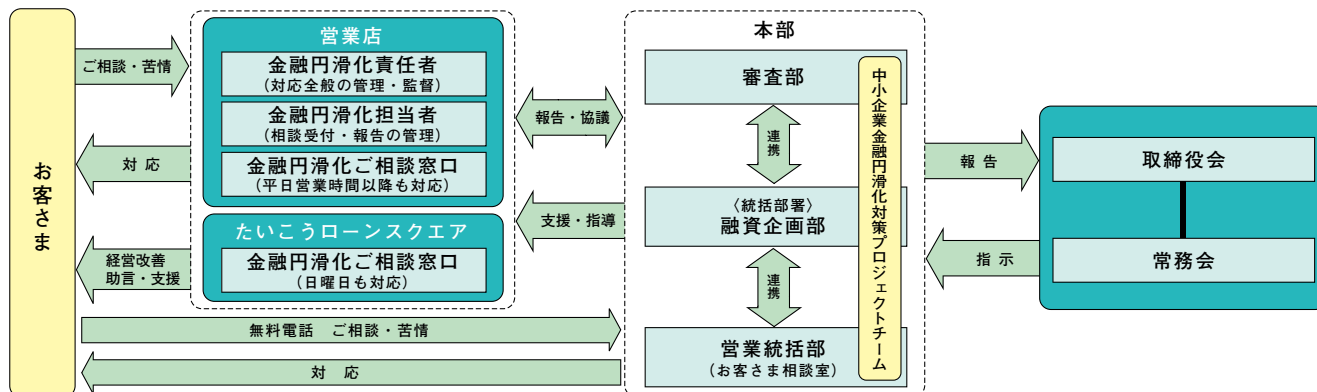 お客さま
ご相談・苦情
対応
経営改善
助言・支援
営業店
金融円滑化責任者
(対応全般の管理・監督)
金融円滑化担当者
(相談受付・報告の管理)
金融円滑化ご相談窓口
(平日営業時間以降も対応)
たいこうローンスクエア
金融円滑化ご相談窓口
(日曜日も対応)
無料電話 ご相談・苦情
対応
報告・協議
支援・指導
本部
審査部
連携
〈統括部署〉
融資企画部
連携
営業統括部
(お客さま相談室)
中小企業金融円滑化対策プロジェクトチーム
報告
指示
取締役会
常務会